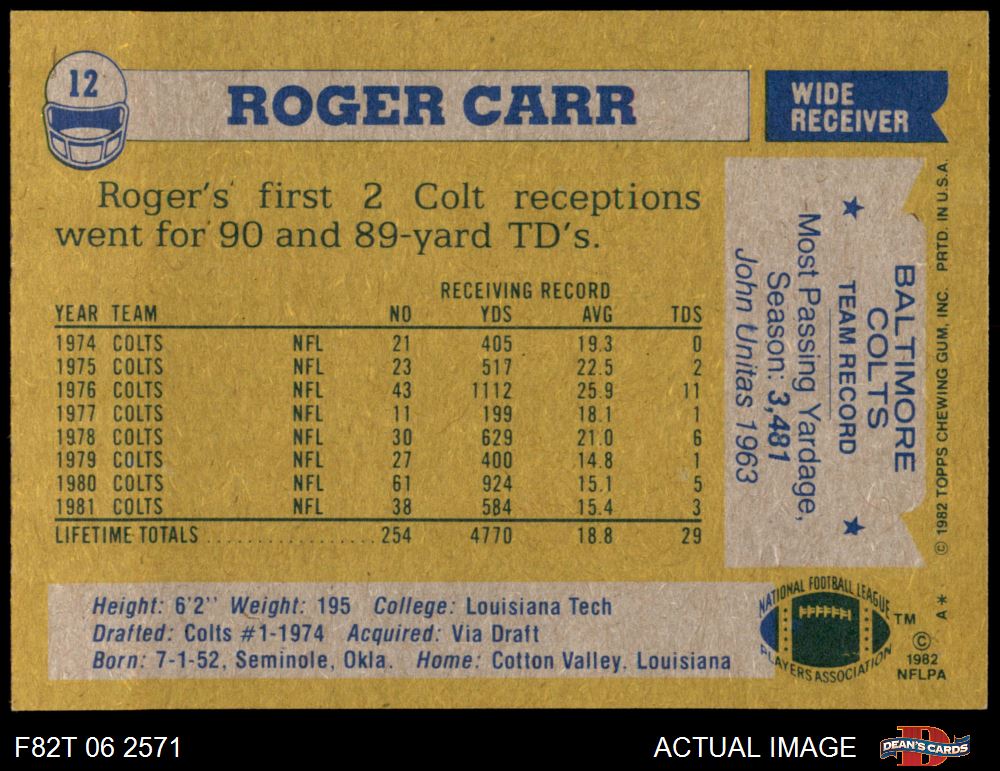 12
ROGER CARR
WIDE
RECEIVER
Roger's first 2 Colt receptions
went for 90 and 89-yard TD's.
RECEIVING RECORD
YEAR TEAM NO YDS AVG TDS
1974 COLTS NFL 21 405 19.3 0
1975 COLTS NFL 23 517 22.5 2
1976 COLTS NFL 43 1112 25.9 11
1977 COLTS NFL 11 199 18.1 1
1978 COLTS NFL 30 629 21.0 6
1979 COLTS NFL 27 400 14.8 1
1980 COLTS NFL 61 924 15.1 5
1981 COLTS NFL 38 584 15.4 3
LIFETIME TOTALS ................. 254 4770 18.8 29
Height: 6'2" Weight: 195 College: Louisiana Tech
Drafted: Colts #1-1974 Acquired: Via Draft
Born: 7-1-52, Seminole, Okla. Home: Cotton Valley. Louisiana
BALTIMORE
COLTS
★ TEAM RECORD ★
Most Passing Yardage,
Season: 3,481
John Unitas 1963
© 1982 TOPPS CHEWING GUM, INC. PRTD. IN U.S.A.
A*
NATIONAL FOOTBALL LEAGUE
PLAYERS ASSOCIATION
TM
©
1982
NFLPA
F82T 06 2571
ACTUAL IMAGE
D
DEAN'S CARDS